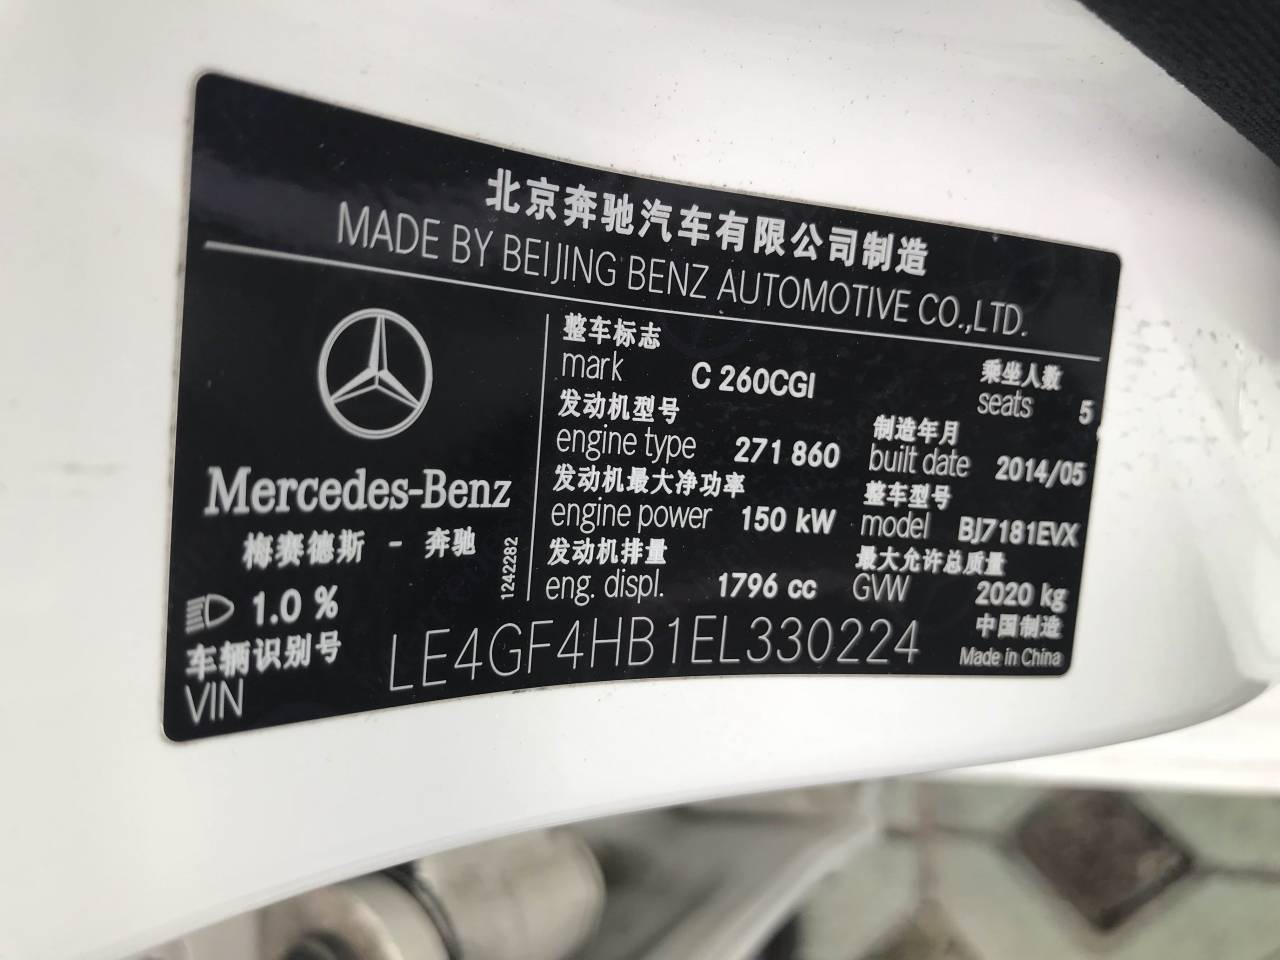 北京奔驰汽车有限公司制造
MADE BY BEIJING BENZ AUTOMOTIVE CO.,LTD.
Mercedes-Benz
梅赛德斯 - 奔驰
1.0 %
1242282
整车标志
mark C 260CGI
乘坐人数
seats 5
发动机型号
engine type 271 860
制造年月
built date 2014/05
发动机最大净功率
engine power 150 kW
整车型号
model BJ7181EVX
发动机排量
eng. displ. 1796 cc
最大允许总质量
GVW 2020 kg
车辆识别号
VIN LE4GF4HB1EL330224
中国制造
Made in China